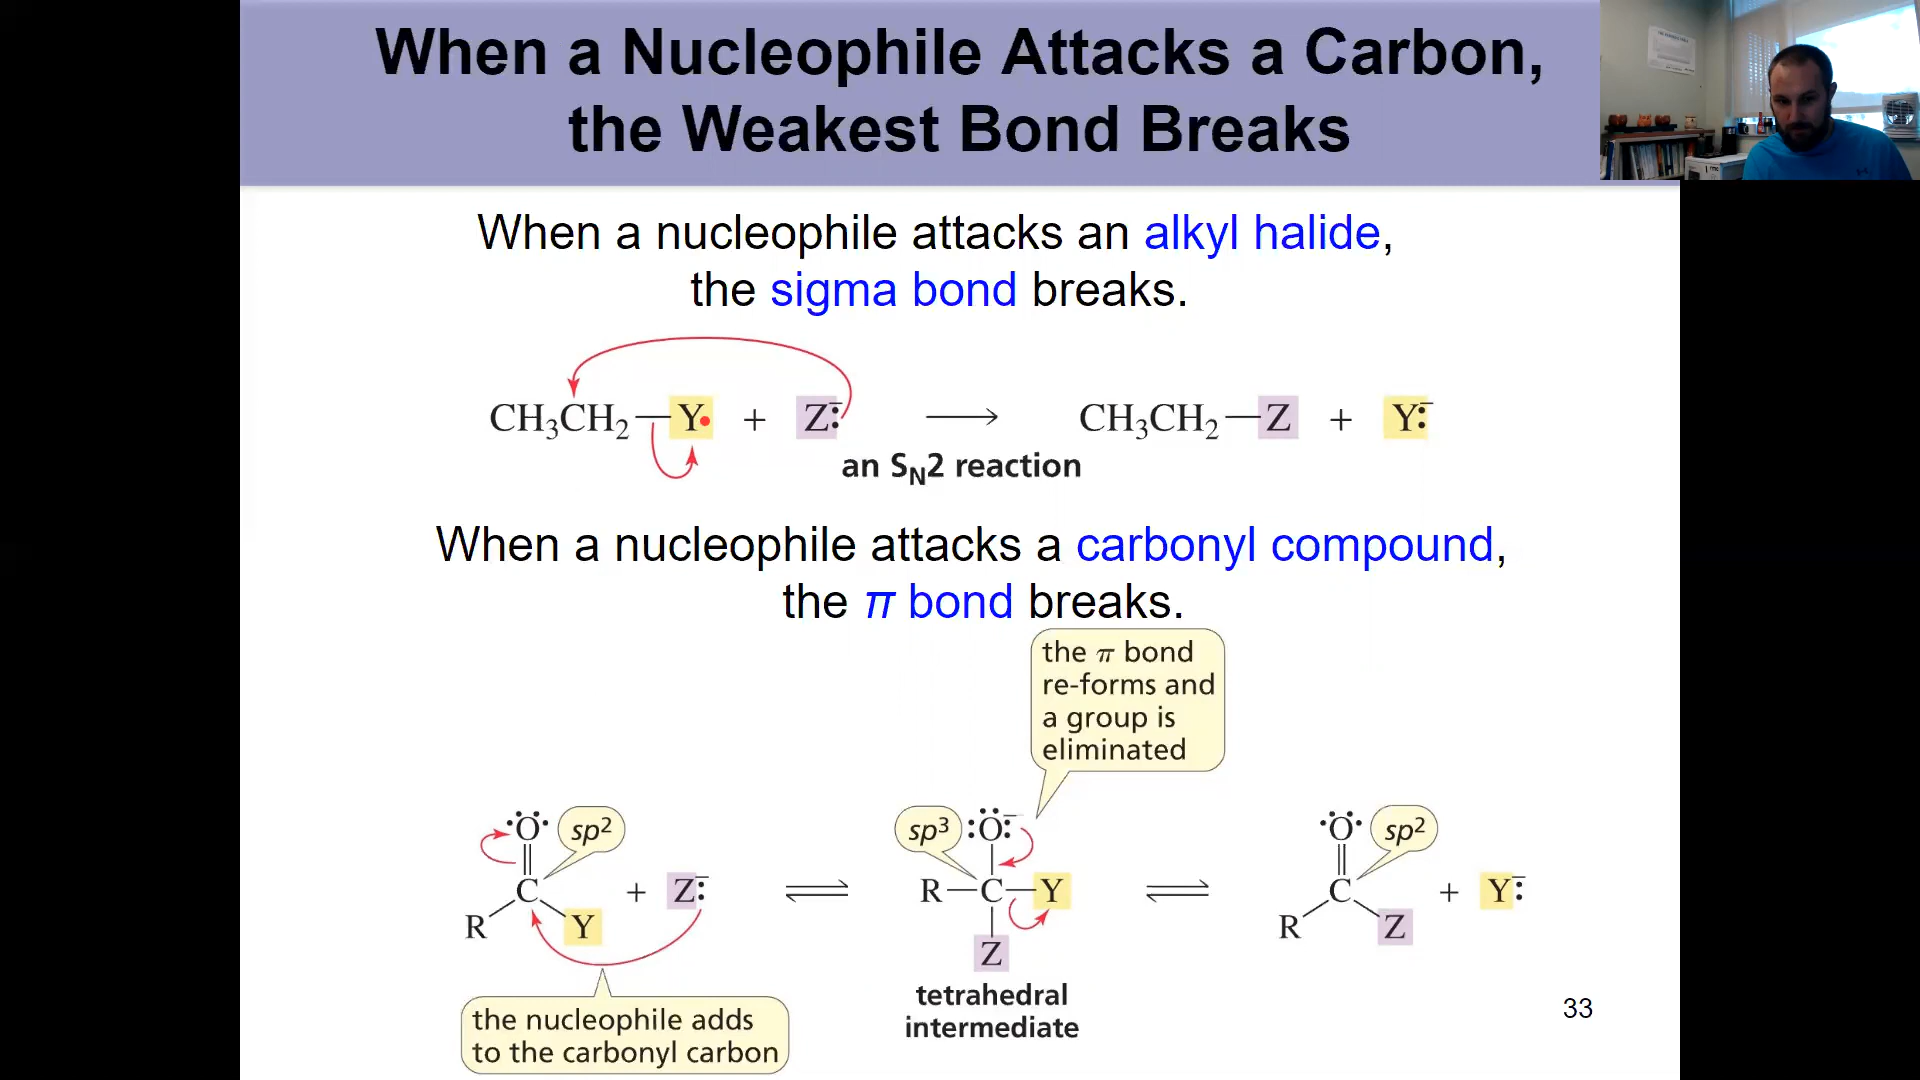 When a Nucleophile Attacks a Carbon,
the Weakest Bond Breaks
When a nucleophile attacks an alkyl halide,
the sigma bond breaks.
CH₃CH₂—Y + Z:⁻ ⟶ CH₃CH₂—Z + Y:⁻
an SN2 reaction
When a nucleophile attacks a carbonyl compound,
the π bond breaks.
the π bond
re-forms and
a group is
eliminated
O sp² sp³ :O:⁻ O sp²
C + Z:⁻ ⇌ R—C—Y ⇌ C + Y:⁻
R Y Z R Z
tetrahedral
intermediate
the nucleophile adds
to the carbonyl carbon
33